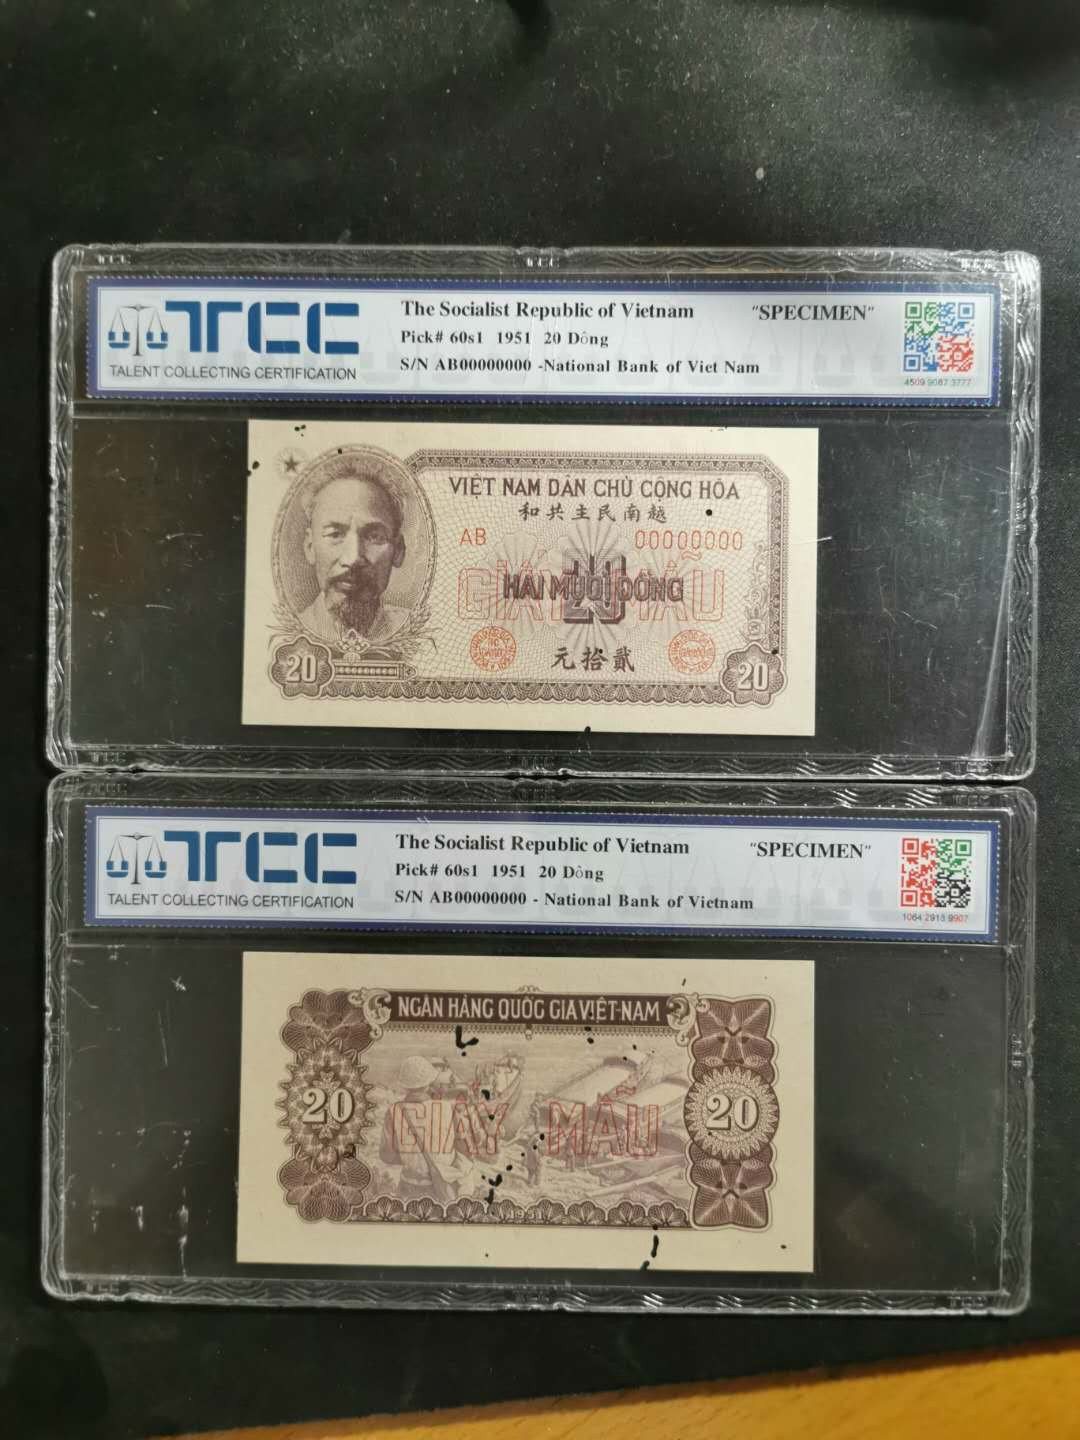 TCC
TALENT COLLECTING CERTIFICATION
The Socialist Republic of Vietnam
"SPECIMEN"
Pick# 60s1 1951 20 Dông
S/N AB00000000 -National Bank of Viet Nam
4509 9087 3777
VIỆT NAM DÂN CHỦ CỘNG HÒA
和共主民南越
AB 00000000
GIẤY MẪU
HAI MƯƠI ĐỒNG
元拾貳
20
20
TCC
TALENT COLLECTING CERTIFICATION
The Socialist Republic of Vietnam
"SPECIMEN"
Pick# 60s1 1951 20 Dông
S/N AB00000000 - National Bank of Vietnam
1064 2913 9907
NGÂN HÀNG QUỐC GIA VIỆT-NAM
20
GIẤY MẪU
20
1951